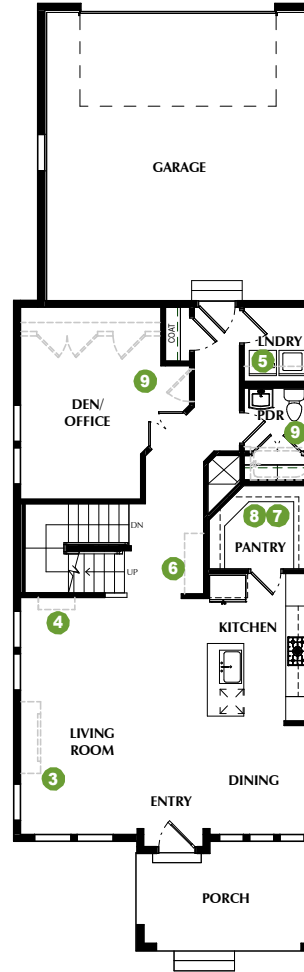 GARAGE
COAT
LNDRY
5
9
DEN/
OFFICE
PDR
9
8 7
PANTRY
DN
UP
6
4
KITCHEN
LIVING
ROOM
3
DINING
ENTRY
PORCH